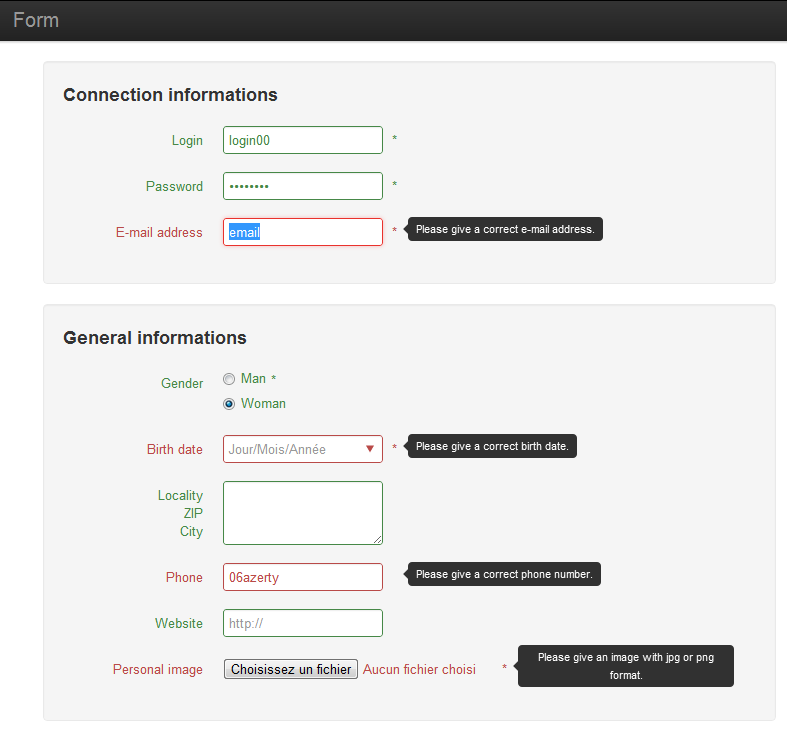 Form
Connection informations
Login login00 *
Password •••••••• *
E-mail address email * Please give a correct e-mail address.
General informations
Gender Man *
Woman
Birth date Jour/Mois/Année * Please give a correct birth date.
Locality
ZIP
City
Phone 06azerty Please give a correct phone number.
Website http://
Personal image Choisissez un fichier Aucun fichier choisi * Please give an image with jpg or png
format.